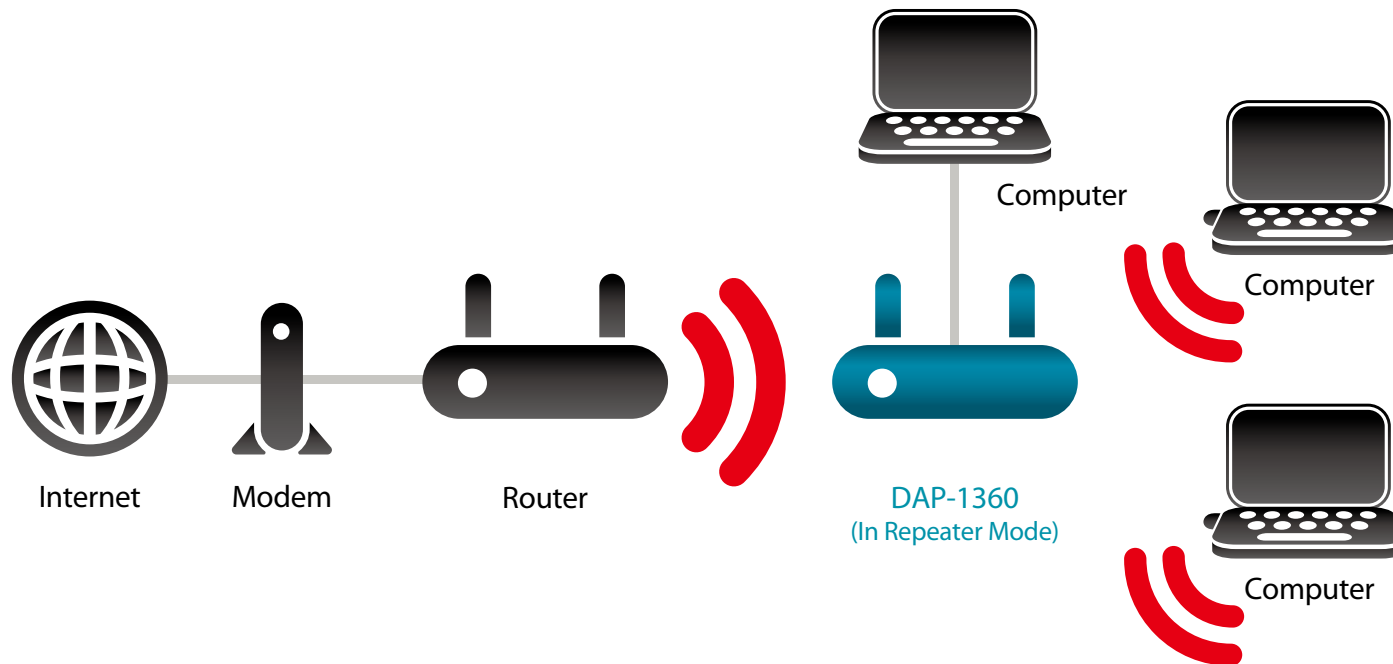 Computer
Computer
Internet
Modem
Router
DAP-1360
(In Repeater Mode)
Computer